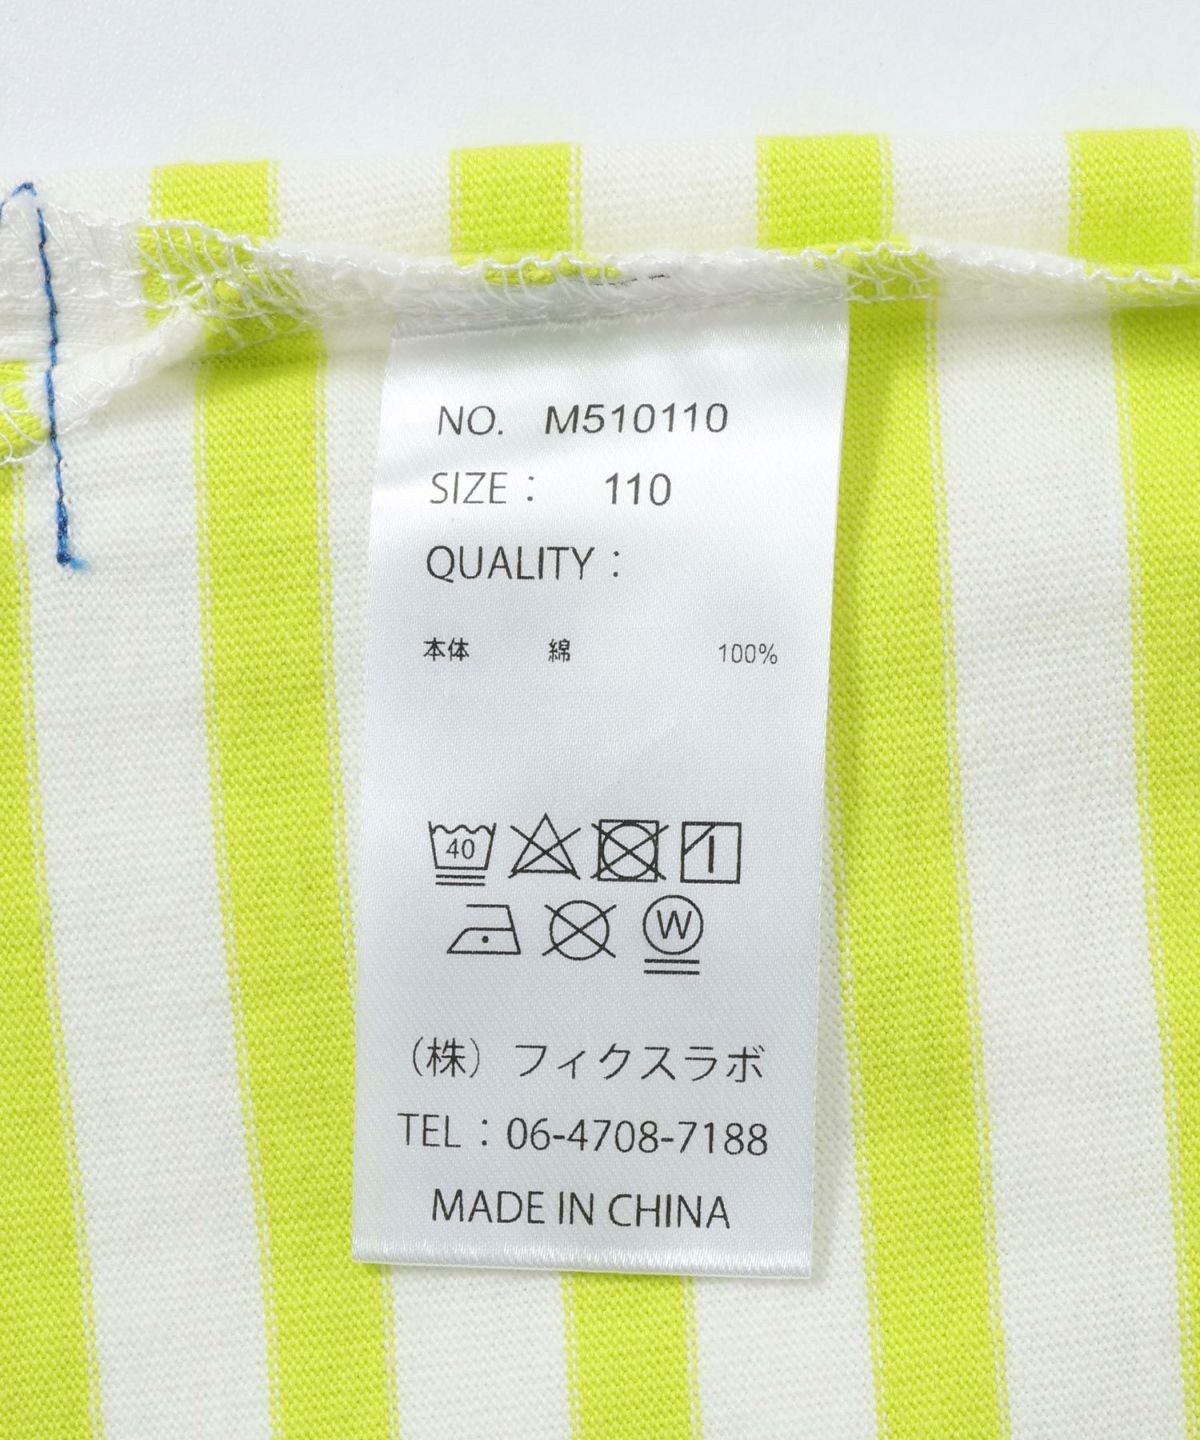 NO. M510110
SIZE： 110
QUALITY：
本体 綿 100%
40
W
（株）フィクスラボ
TEL：06-4708-7188
MADE IN CHINA